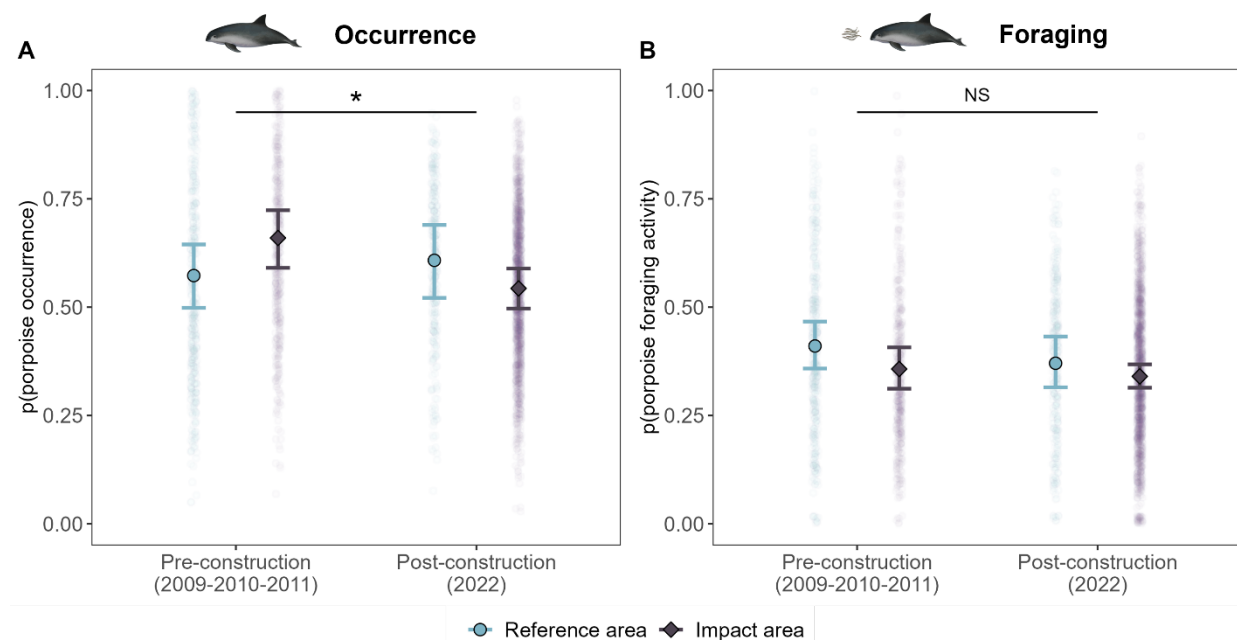 A
Occurrence
*
1.00
0.75
0.50
0.25
0.00
p(porpoise occurrence)
Pre-construction
(2009-2010-2011)
Post-construction
(2022)
B
Foraging
NS
1.00
0.75
0.50
0.25
0.00
p(porpoise foraging activity)
Pre-construction
(2009-2010-2011)
Post-construction
(2022)
Reference area Impact area